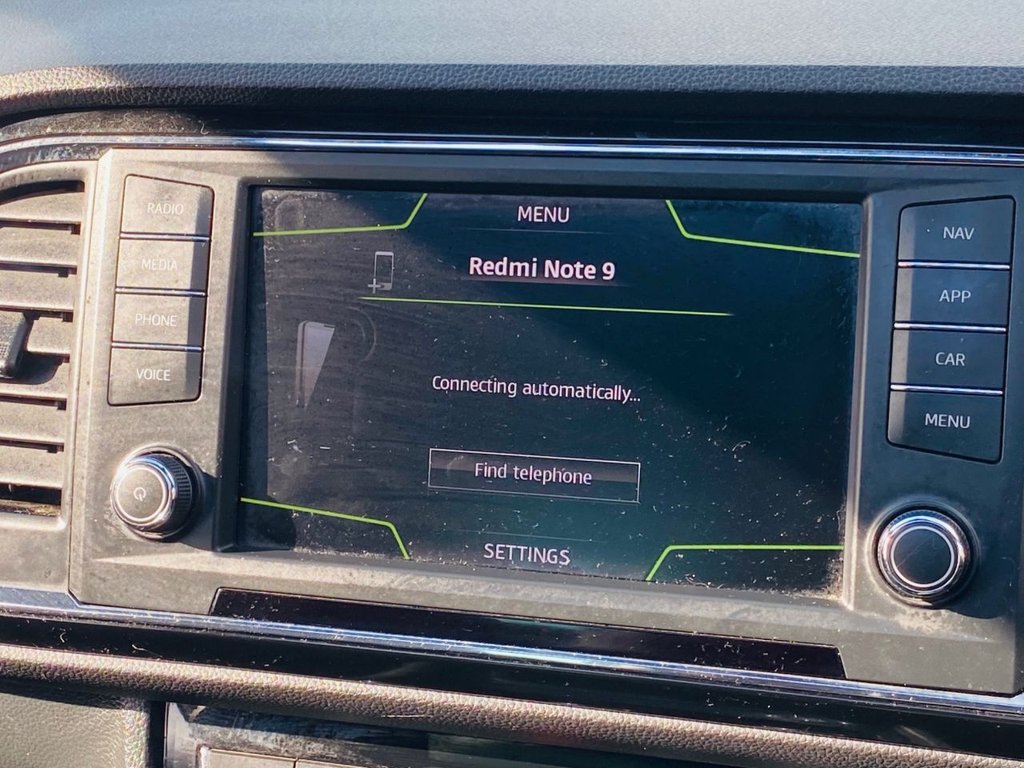 RADIO
MEDIA
PHONE
VOICE
MENU
Redmi Note 9
Connecting automatically...
Find telephone
SETTINGS
NAV
APP
CAR
MENU